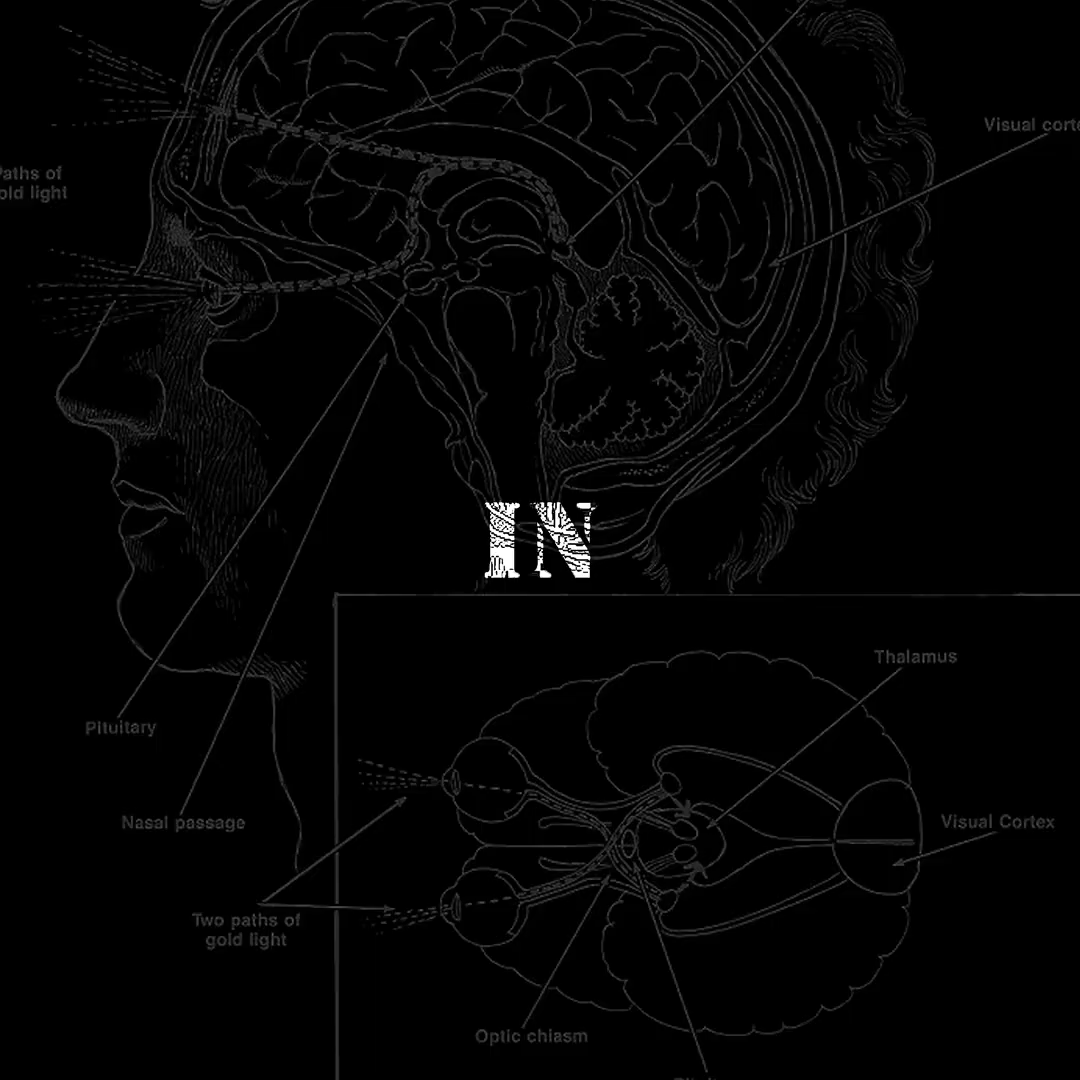 Visual corte
Paths of
old light
IN
Thalamus
Pituitary
Nasal passage
Visual Cortex
Two paths of
gold light
Optic chiasm